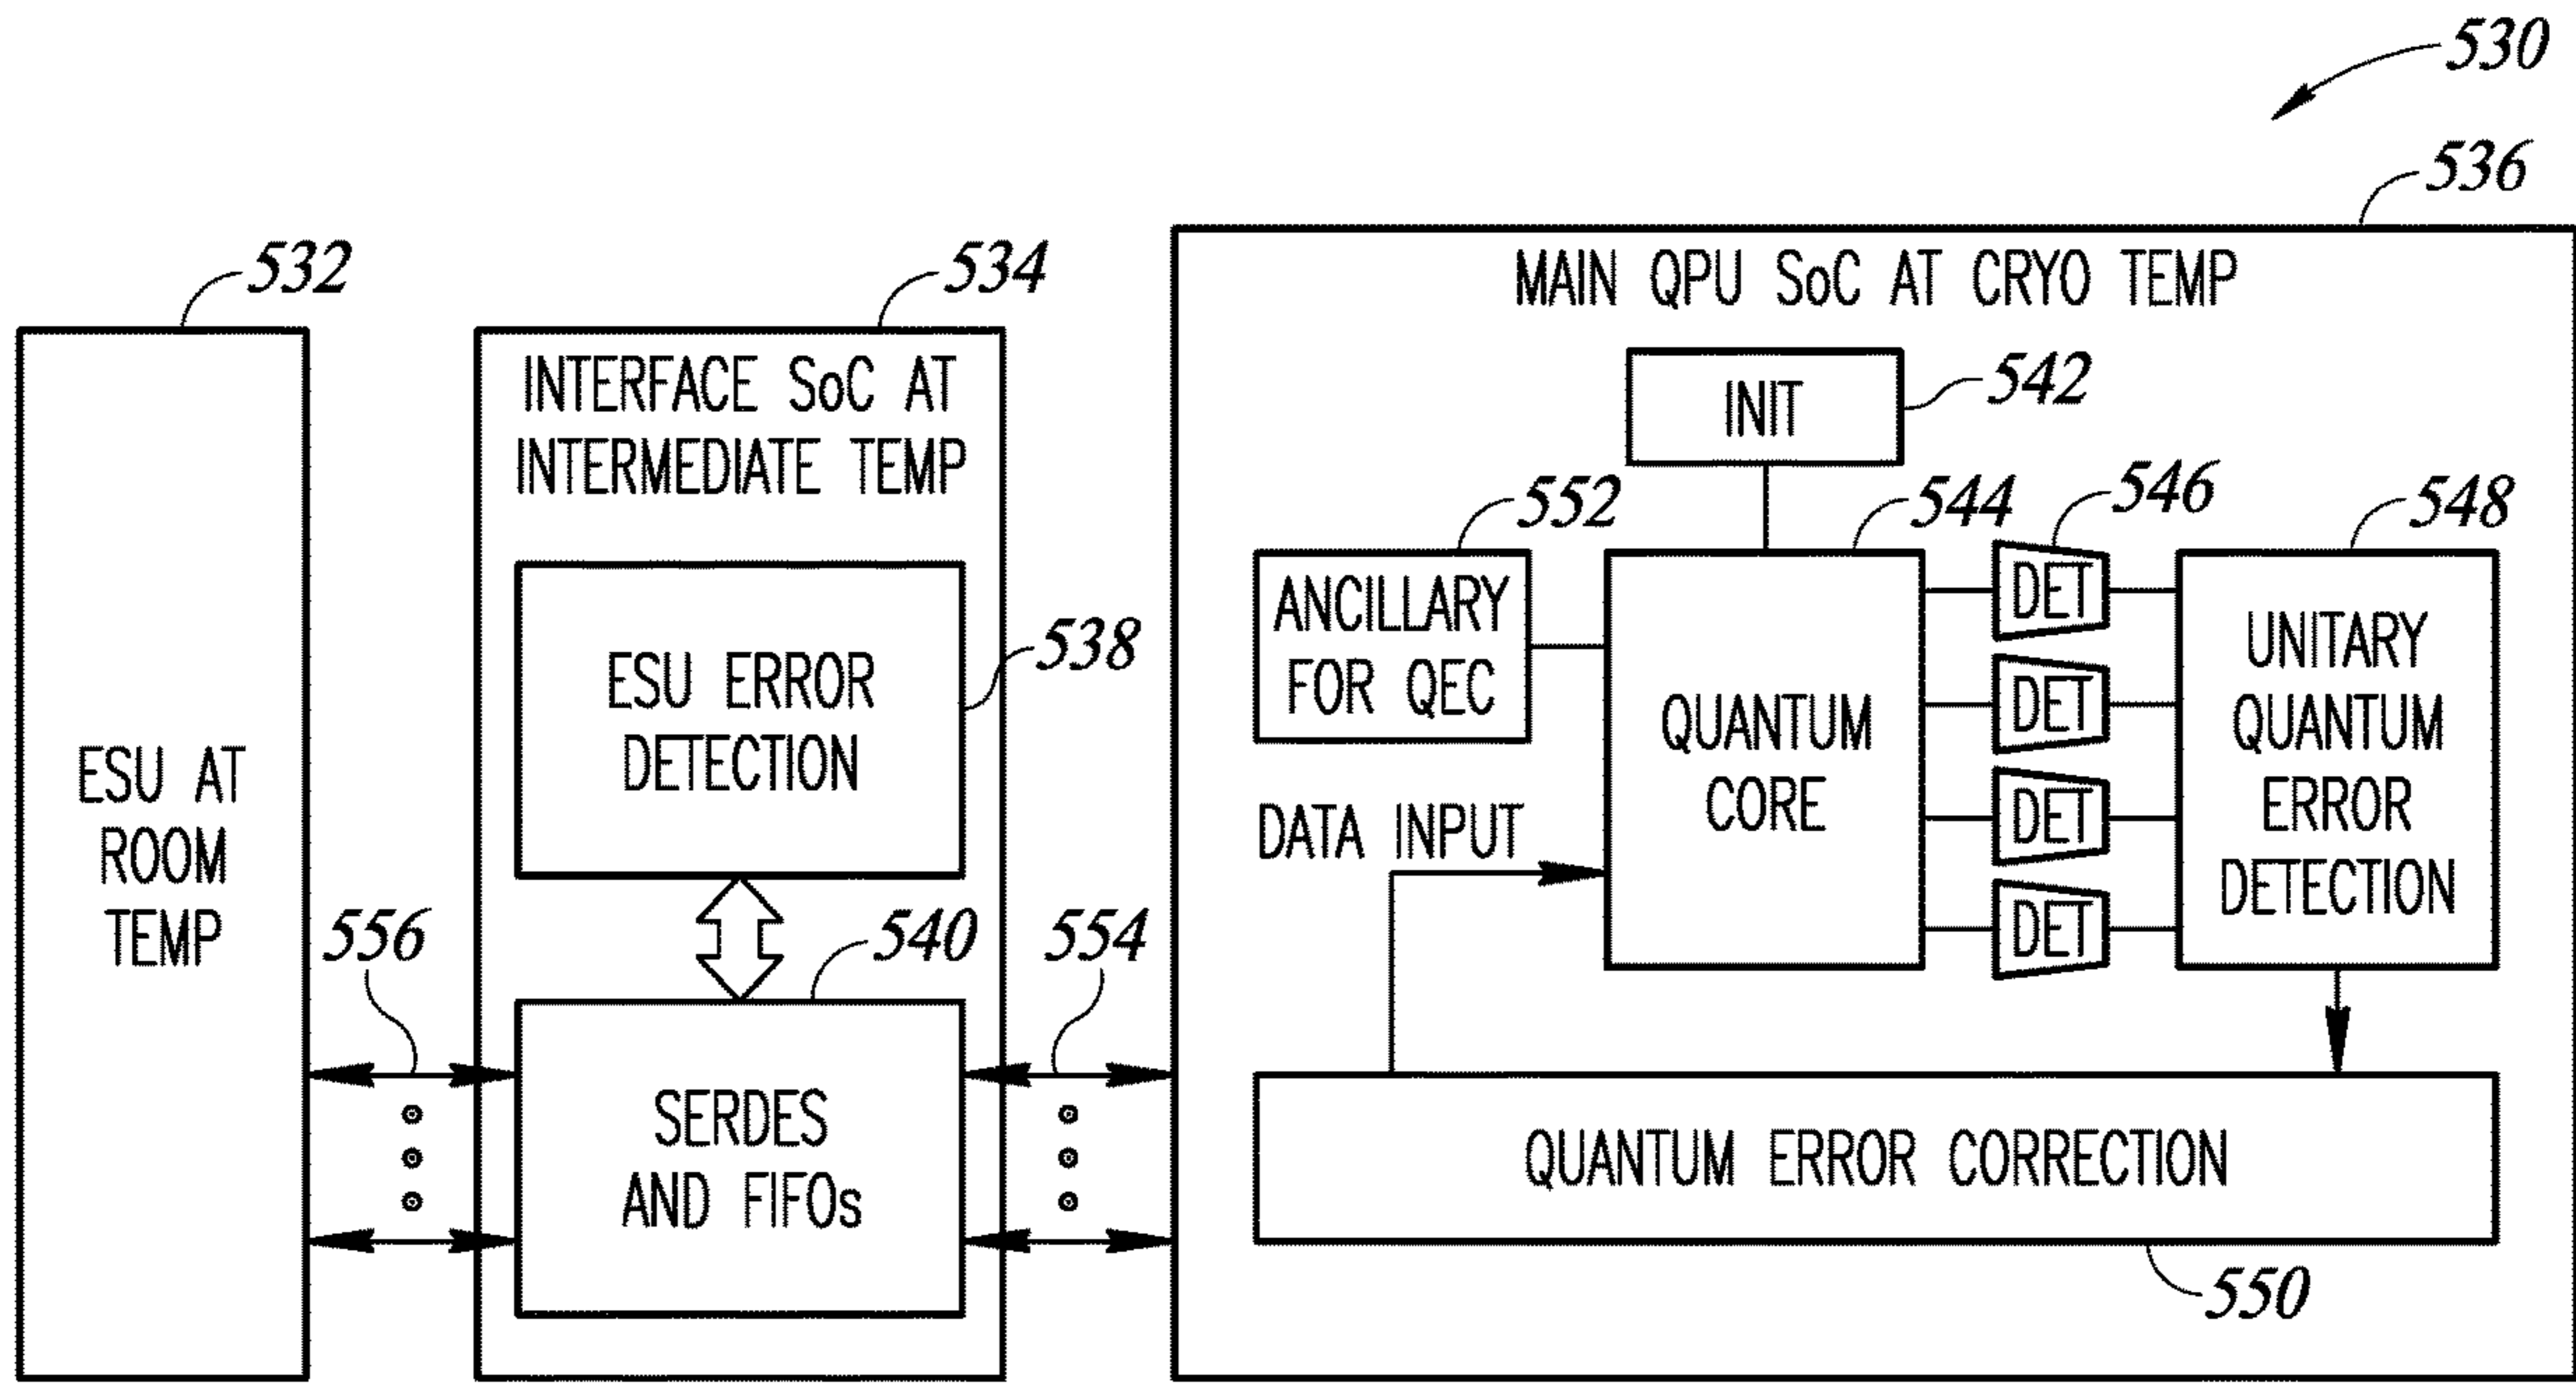 530
536
532
534
MAIN QPU SoC AT CRYO TEMP
INTERFACE SoC AT
INTERMEDIATE TEMP
INIT
542
552
544
546
548
ESU ERROR
DETECTION
538
ANCILLARY
FOR QEC
QUANTUM
CORE
DET
DET
DET
DET
UNITARY
QUANTUM
ERROR
DETECTION
ESU AT
ROOM
TEMP
DATA INPUT
556
540
554
SERDES
AND FIFOs
QUANTUM ERROR CORRECTION
550